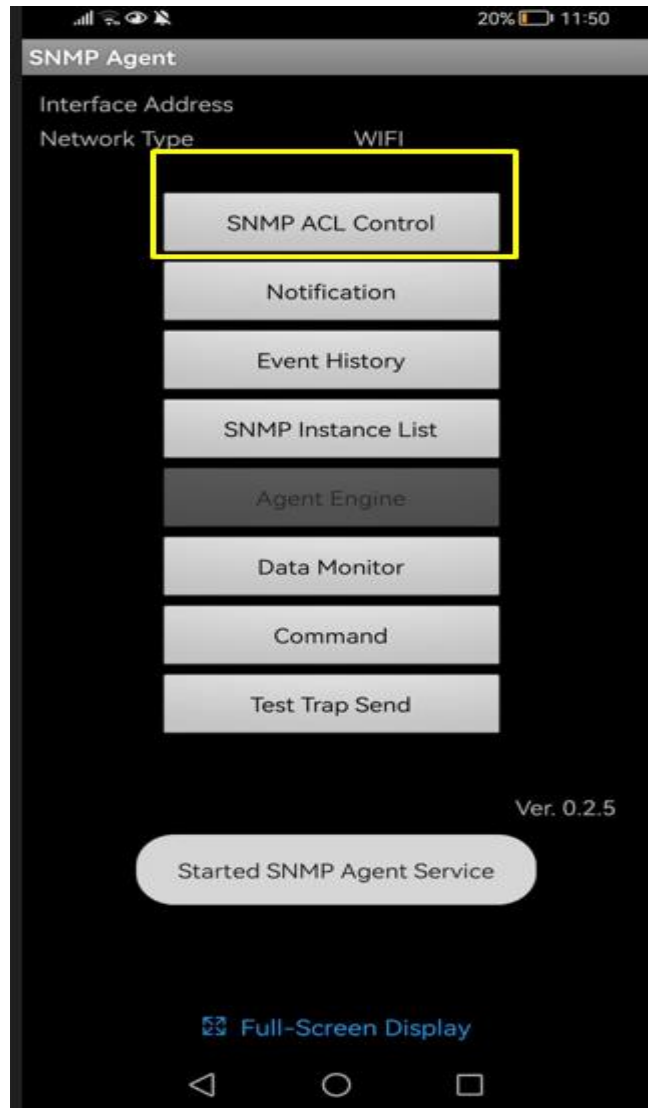 20% 11:50
SNMP Agent
Interface Address
Network Type WIFI
SNMP ACL Control
Notification
Event History
SNMP Instance List
Agent Engine
Data Monitor
Command
Test Trap Send
Ver. 0.2.5
Started SNMP Agent Service
Full-Screen Display